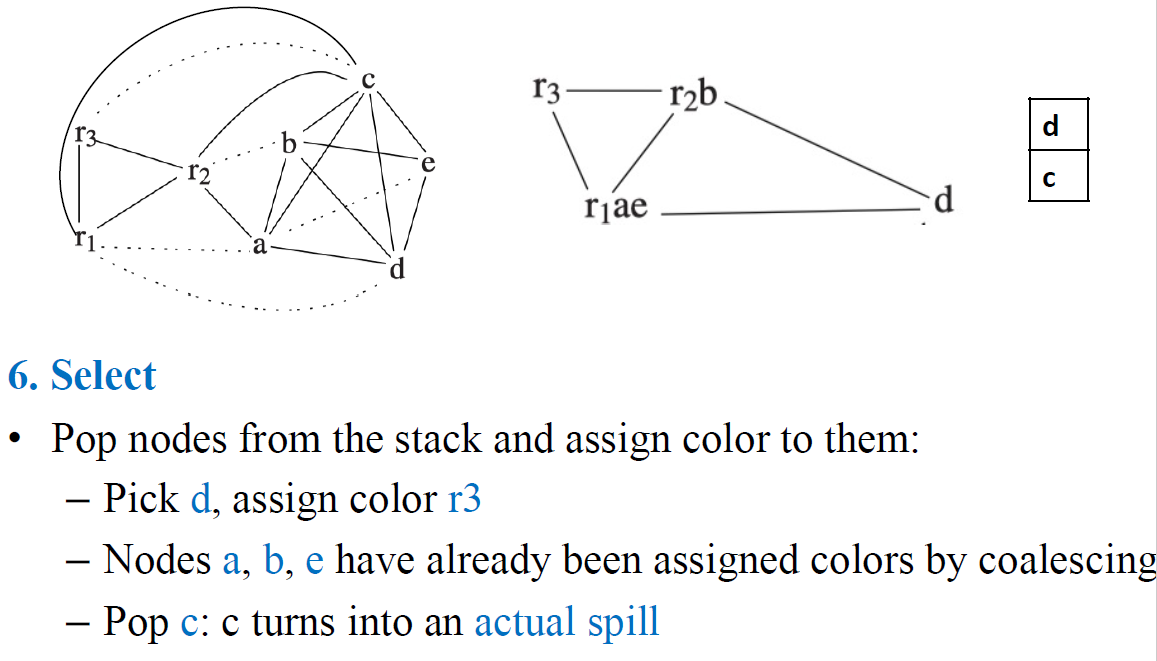 c
r3
b
r2
e
r1
a
d
r3
r2b
r1ae
d
d
c
6. Select
• Pop nodes from the stack and assign color to them:
– Pick d, assign color r3
– Nodes a, b, e have already been assigned colors by coalescing
– Pop c: c turns into an actual spill